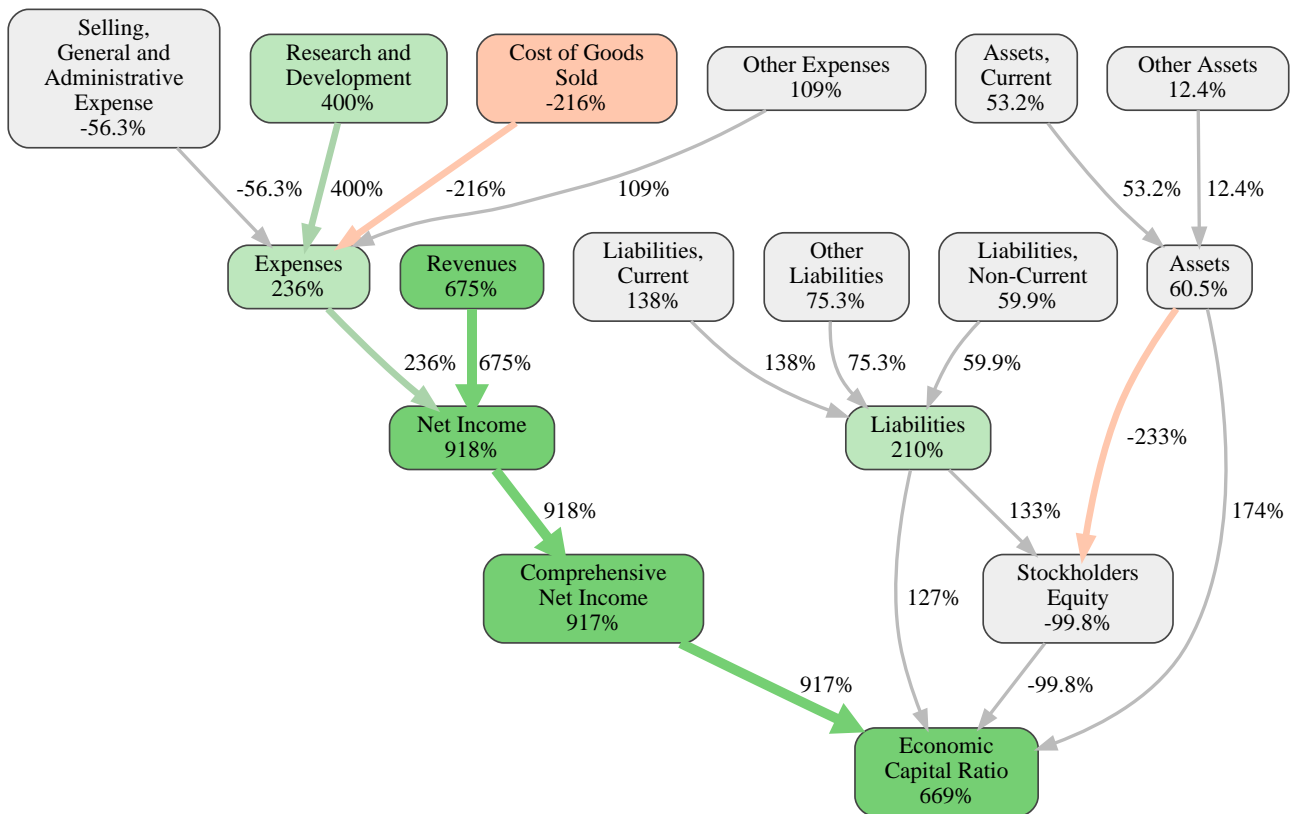 Selling,
General and
Administrative
Expense
-56.3%
Research and
Development
400%
Cost of Goods
Sold
-216%
Other Expenses
109%
Assets,
Current
53.2%
Other Assets
12.4%
-56.3%
400%
-216%
109%
53.2%
12.4%
Expenses
236%
Revenues
675%
Liabilities,
Current
138%
Other
Liabilities
75.3%
Liabilities,
Non-Current
59.9%
Assets
60.5%
236%
675%
138%
75.3%
59.9%
Net Income
918%
Liabilities
210%
-233%
918%
133%
174%
Comprehensive
Net Income
917%
127%
Stockholders
Equity
-99.8%
917%
-99.8%
Economic
Capital Ratio
669%